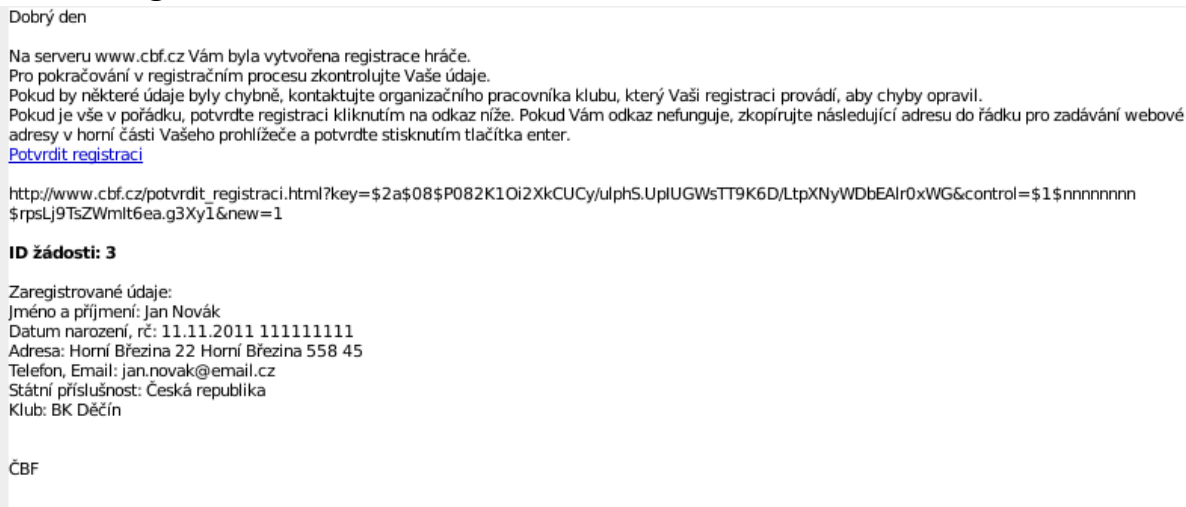 Dobrý den
Na serveru www.cbf.cz Vám byla vytvořena registrace hráče.
Pro pokračování v registračním procesu zkontrolujte Vaše údaje.
Pokud by některé údaje byly chybně, kontaktujte organizačního pracovníka klubu, který Vaši registraci provádí, aby chyby opravil.
Pokud je vše v pořádku, potvrďte registraci kliknutím na odkaz níže. Pokud Vám odkaz nefunguje, zkopírujte následující adresu do řádku pro zadávání webové
adresy v horní části Vašeho prohlížeče a potvrďte stisknutím tlačítka enter.
Potvrdit registraci
http://www.cbf.cz/potvrdit_registraci.html?key=$2a$08$P082K1Oi2XkCUCy/ulphS.UpIUGWsTT9K6D/LtpXNyWDbEAlr0xWG&control=$1$nnnnnnnn
$rpsLj9TsZWmlt6ea.g3Xy1&new=1
ID žádosti: 3
Zaregistrované údaje:
Jméno a příjmení: Jan Novák
Datum narození, rč: 11.11.2011 111111111
Adresa: Horní Březina 22 Horní Březina 558 45
Telefon, Email: jan.novak@email.cz
Státní příslušnost: Česká republika
Klub: BK Děčín
ČBF